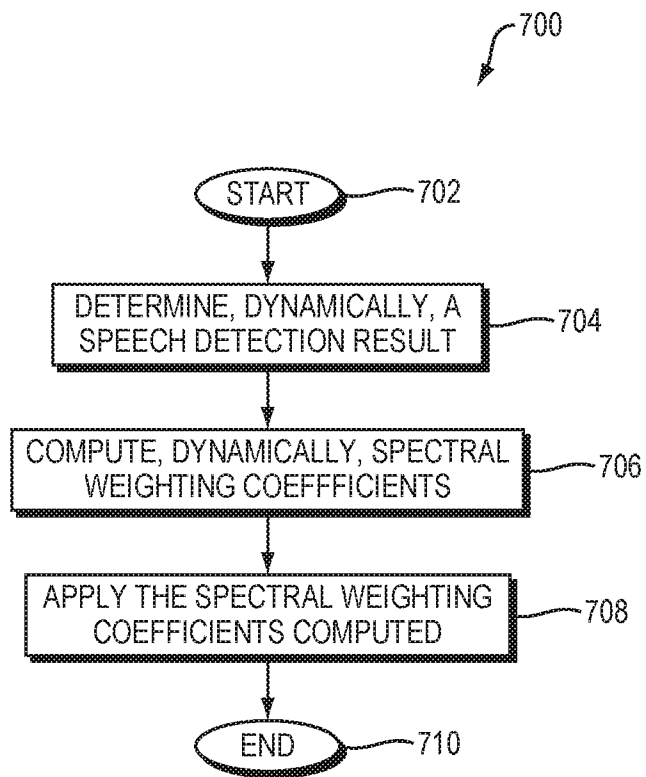 700
START
702
DETERMINE, DYNAMICALLY, A
SPEECH DETECTION RESULT
704
COMPUTE, DYNAMICALLY, SPECTRAL
WEIGHTING COEFFFICIENTS
706
APPLY THE SPECTRAL WEIGHTING
COEFFICIENTS COMPUTED
708
END
710